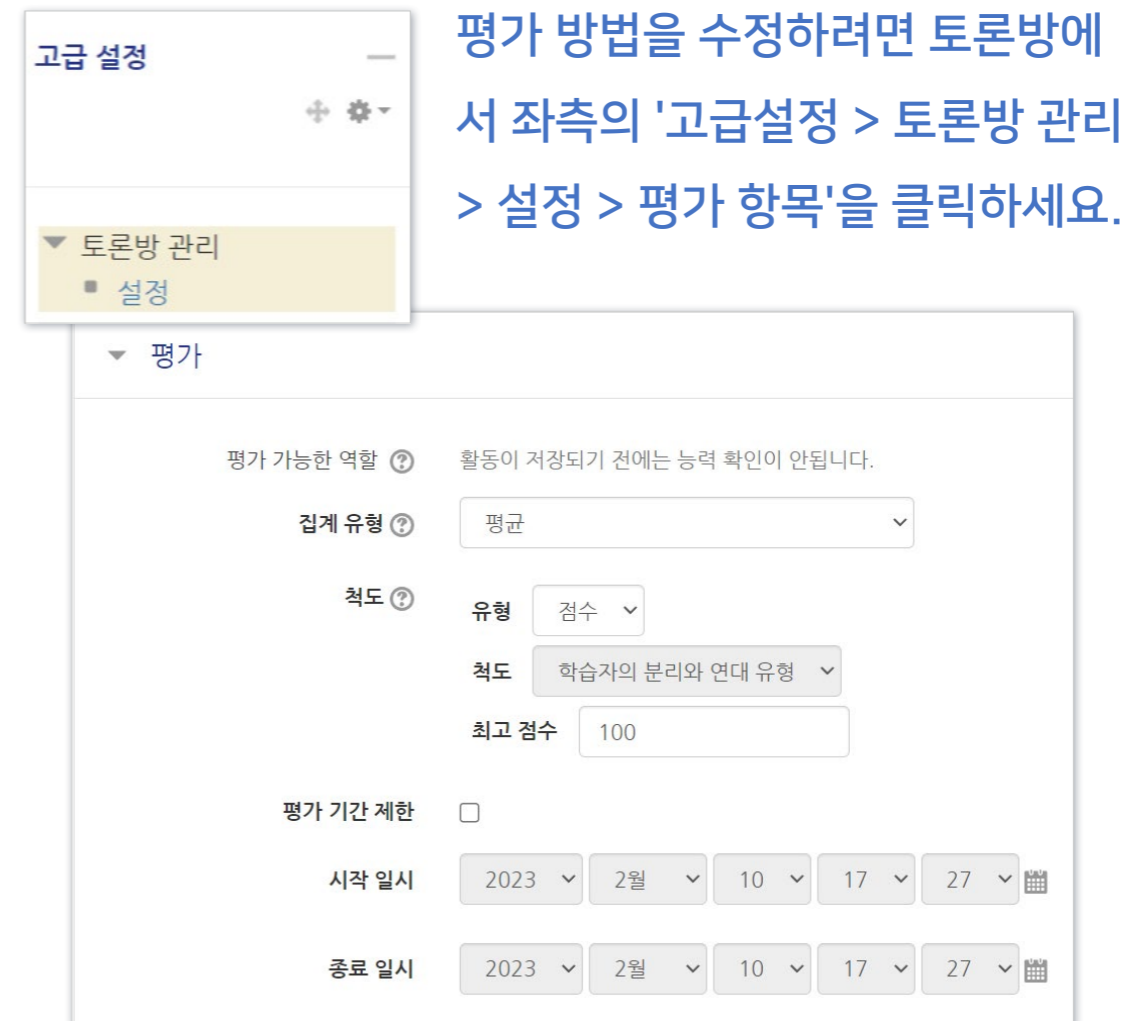 고급 설정
평가 방법을 수정하려면 토론방에
서 좌측의 '고급설정 > 토론방 관리
> 설정 > 평가 항목'을 클릭하세요.
토론방 관리
설정
평가
평가 가능한 역할 활동이 저장되기 전에는 능력 확인이 안됩니다.
집계 유형 평균
척도
유형 점수
척도 학습자의 분리와 연대 유형
최고 점수 100
평가 기간 제한
시작 일시 2023 2월 10 17 27
종료 일시 2023 2월 10 17 27